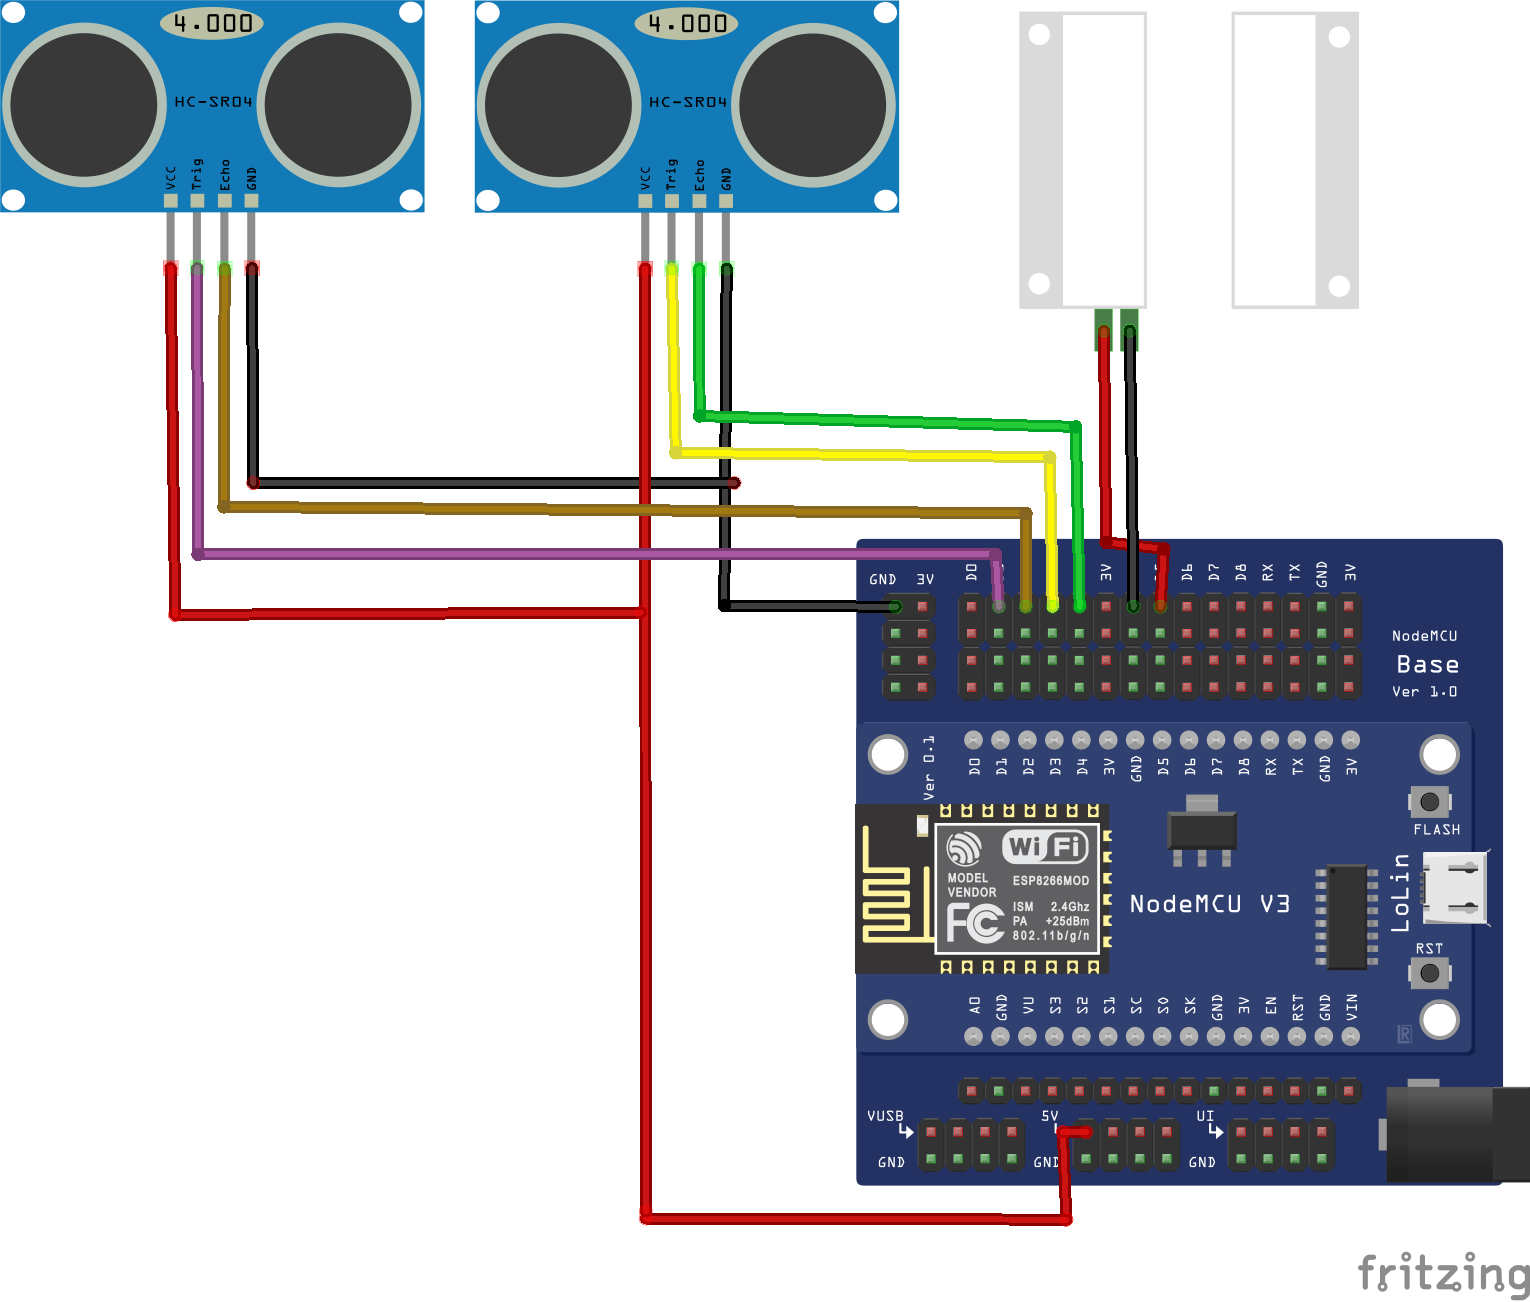 4.000
HC-SR04
VCC Trig Echo GND
4.000
HC-SR04
VCC Trig Echo GND
GND 3V D0 3V D6 D7 D8 RX TX GND 3V
NodeMCU
Base
Ver 1.0
Ver 0.1
D0 D1 D2 D3 D4 3V GND D5 D6 D7 D8 RX TX GND 3V
FLASH
WiFi
MODEL
VENDOR
ESP8266MOD
FC
ISM 2.4Ghz
PA +25dBm
802.11b/g/n
NodeMCU V3
LoLin
RST
A0 GND VU S3 S2 S1 SC S0 SK GND 3V EN RST GND VIN
R
VUSB 5V UI
GND GND GND
fritzing